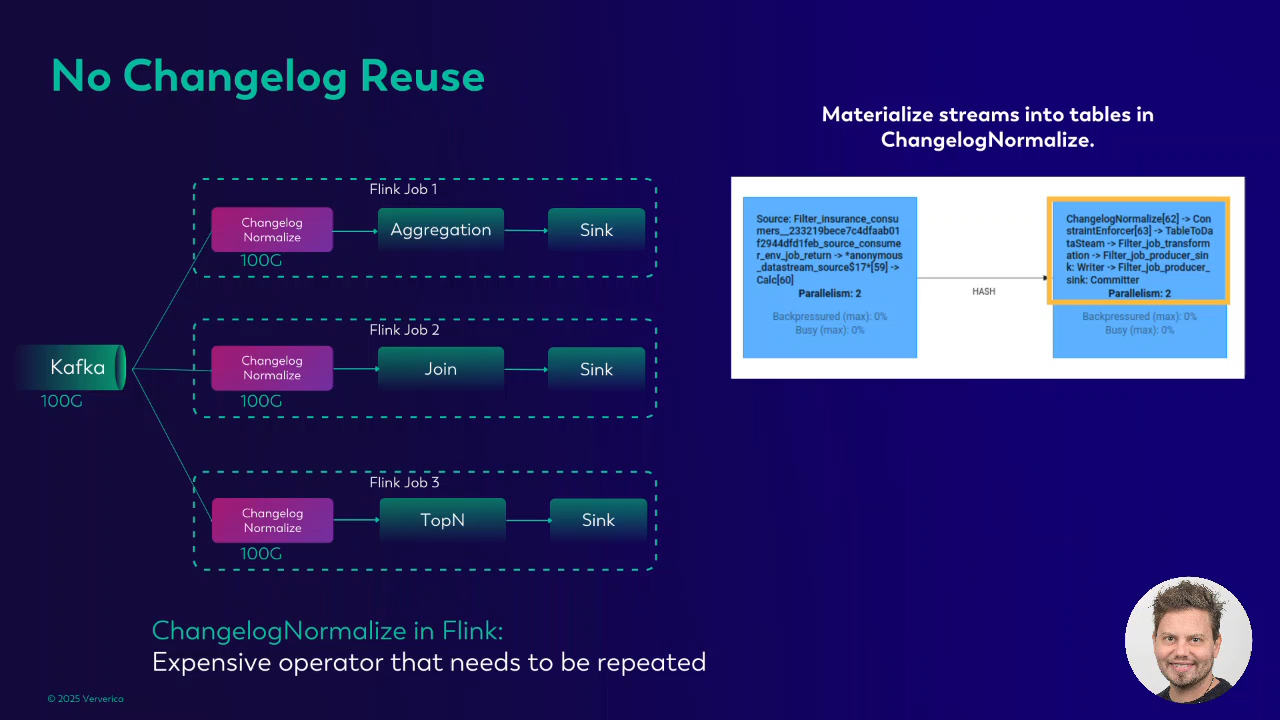 No Changelog Reuse
Materialize streams into tables in
ChangelogNormalize.
Flink Job 1
Changelog
Normalize
100G
Aggregation
Sink
Flink Job 2
Changelog
Normalize
100G
Join
Sink
Kafka
100G
Flink Job 3
Changelog
Normalize
100G
TopN
Sink
Source: Filter_insurance_consu
mers__233219bece7c4dfaab01
f2944dfd1feb_source_consume
r_env_job_return -> *anonymous
_datastream_source$17*[59] ->
Calc[60]
Parallelism: 2
Backpressured (max): 0%
Busy (max): 0%
HASH
ChangelogNormalize[62] -> Con
straintEnforcer[63] -> TableToDa
taSteam -> Filter_job_transform
ation -> Filter_job_producer_sin
k: Writer -> Filter_job_producer_
sink: Committer
Parallelism: 2
Backpressured (max): 0%
Busy (max): 0%
ChangelogNormalize in Flink:
Expensive operator that needs to be repeated
© 2025 Ververica